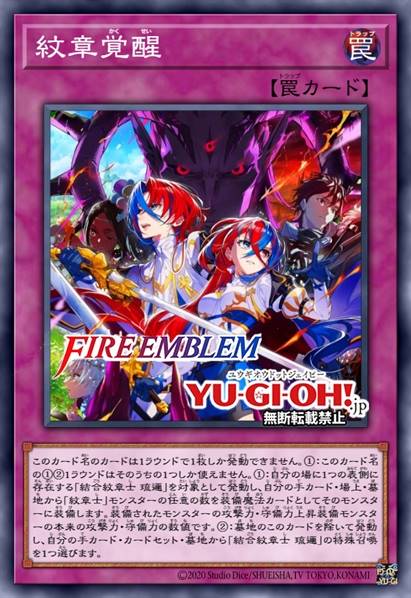 紋章覚醒
罠
【罠カード】
FIRE EMBLEM
ユウギオウドットジェイピー
YU-GI-OH!.jp
無断転載禁止
このカード名のカードは1ラウンドで1枚しか発動できません。①:このカード名
の①②1ラウンドはそのうちの1つしか使えません。①:自分の場に1つの表側に
存在する「結合紋章士 琉邇」を対象として発動し、自分の手カード・場上・墓
地から「紋章士」モンスターの任意の数を装備魔法カードとしてそのモンスタ
ーに装備します。装備されたモンスターの攻撃力・守備力上昇装備モンスタ
ーの本来の攻撃力・守備力の数値です。②:墓地のこのカードを除いて発動
し、自分の手カード・カードセット・墓地から「結合紋章士 琉邇」の特殊召喚
を1つ選びます。
©2020 Studio Dice/SHUEISHA,TV TOKYO,KONAMI